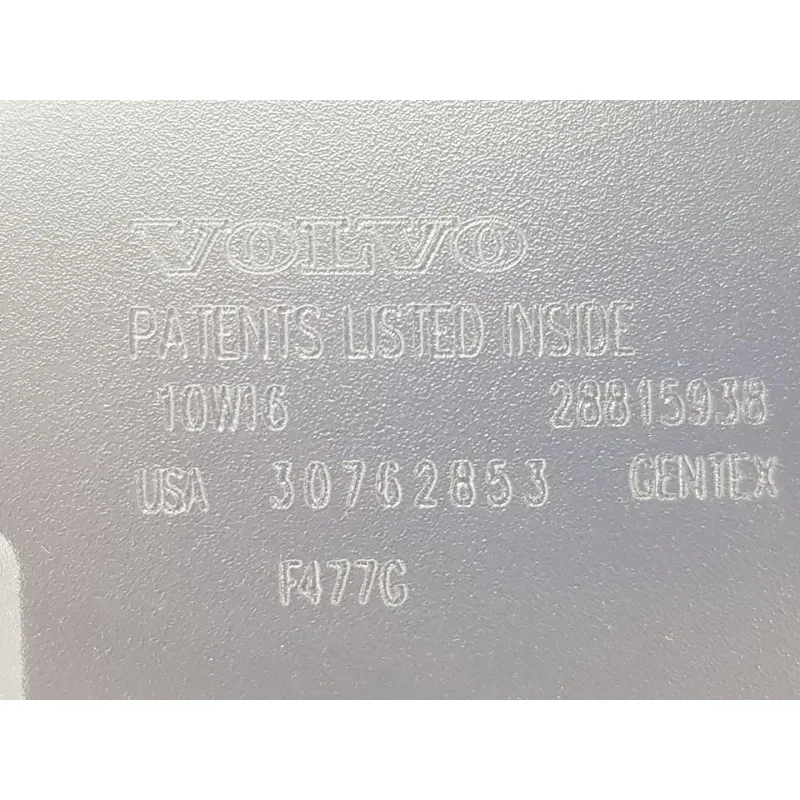 VOLVO
PATENTS LISTED INSIDE
10W16 28815938
USA 30762853 GENTEX
F477G